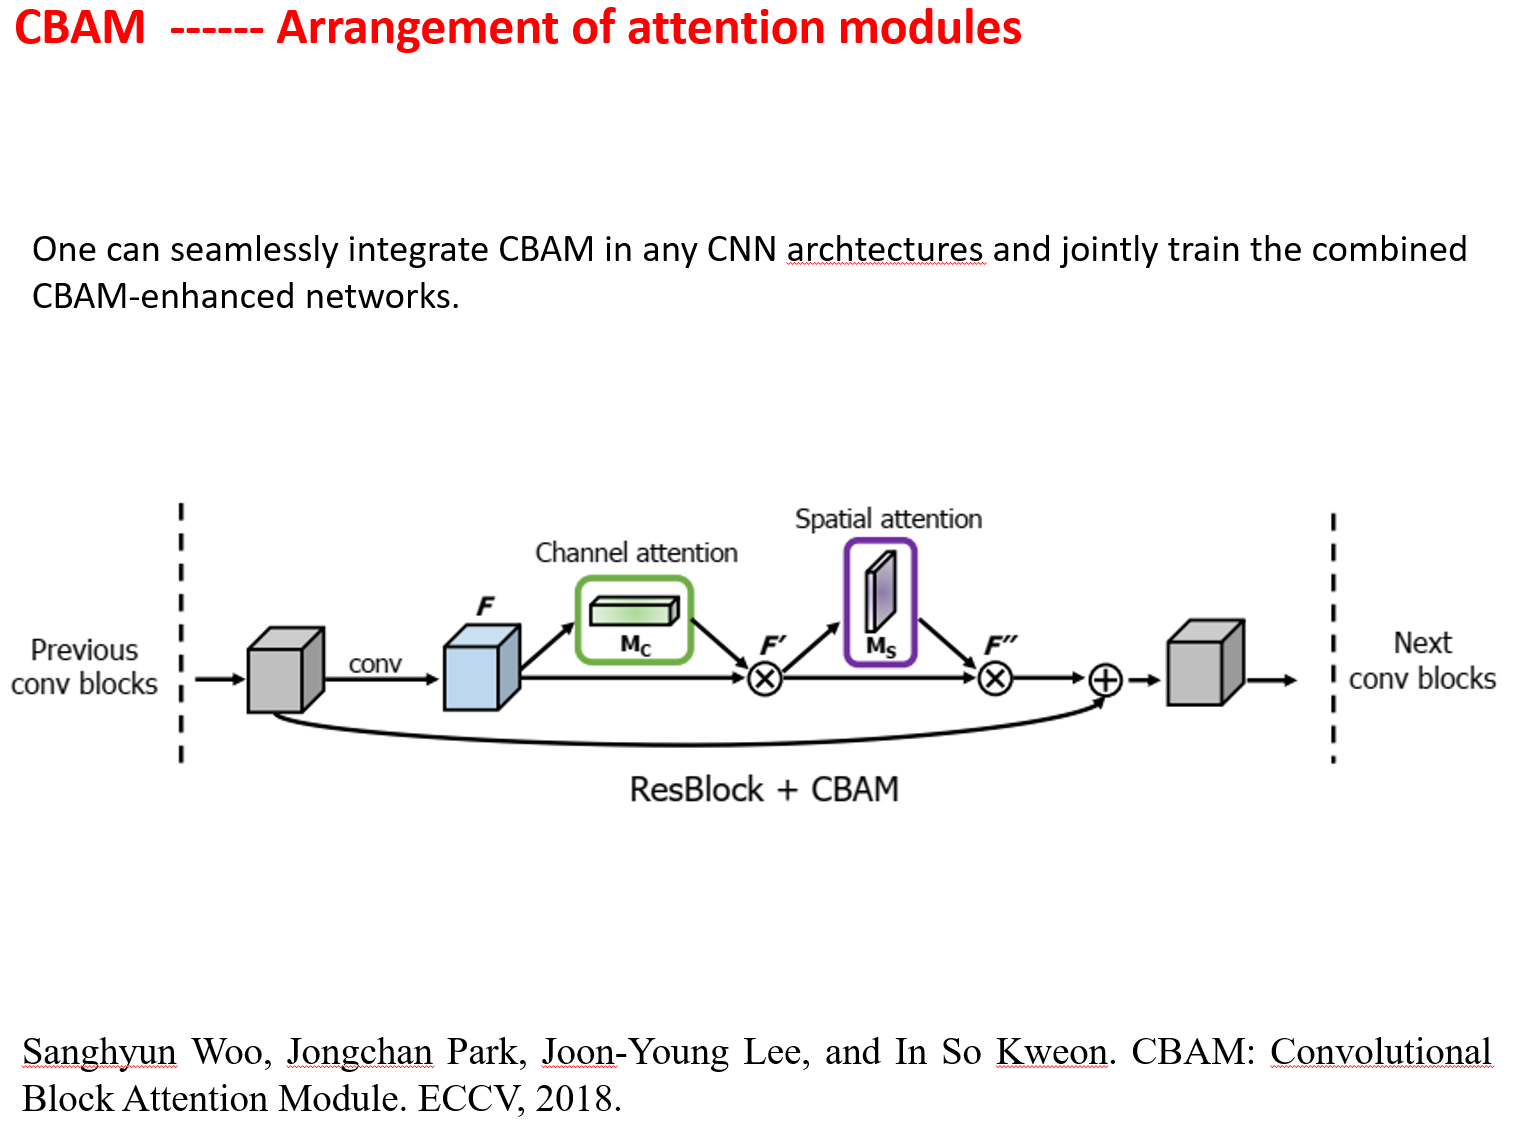 CBAM ------ Arrangement of attention modules
One can seamlessly integrate CBAM in any CNN archtectures and jointly train the combined
CBAM-enhanced networks.
Spatial attention
Channel attention
F
Mc
F′
Ms
F′′
Previous
conv blocks
conv
Next
conv blocks
ResBlock + CBAM
Sanghyun Woo, Jongchan Park, Joon-Young Lee, and In So Kweon. CBAM: Convolutional
Block Attention Module. ECCV, 2018.